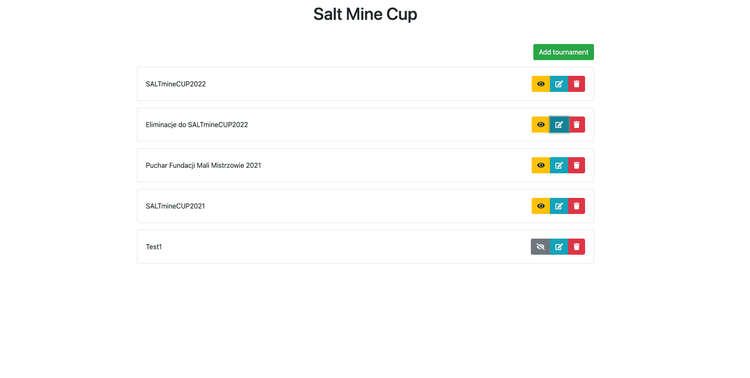 Salt Mine Cup
Add tournament
SALTmineCUP2022
Eliminacje do SALTmineCUP2022
Puchar Fundacji Mali Mistrzowie 2021
SALTmineCUP2021
Test1